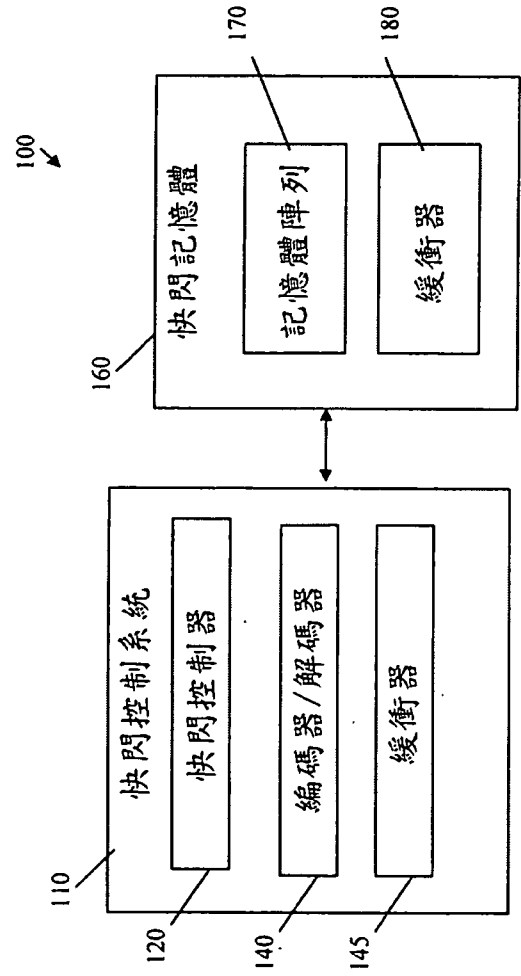 100
110
快閃控制系統
120
快閃控制器
140
編碼器/解碼器
145
緩衝器
160
快閃記憶體
170
記憶體陣列
180
緩衝器